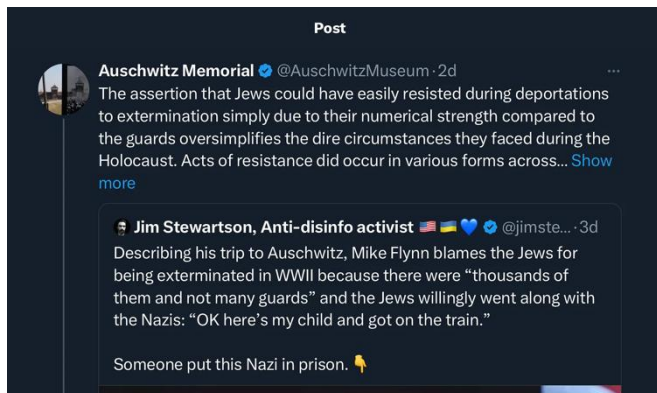 Post
Auschwitz Memorial @AuschwitzMuseum · 2d
The assertion that Jews could have easily resisted during deportations
to extermination simply due to their numerical strength compared to
the guards oversimplifies the dire circumstances they faced during the
Holocaust. Acts of resistance did occur in various forms across... Show
more
Jim Stewartson, Anti-disinfo activist 🇺🇸 🇺🇦 💙 @jimste... · 3d
Describing his trip to Auschwitz, Mike Flynn blames the Jews for
being exterminated in WWII because there were “thousands of
them and not many guards” and the Jews willingly went along with
the Nazis: “OK here’s my child and got on the train.”
Someone put this Nazi in prison. 👇